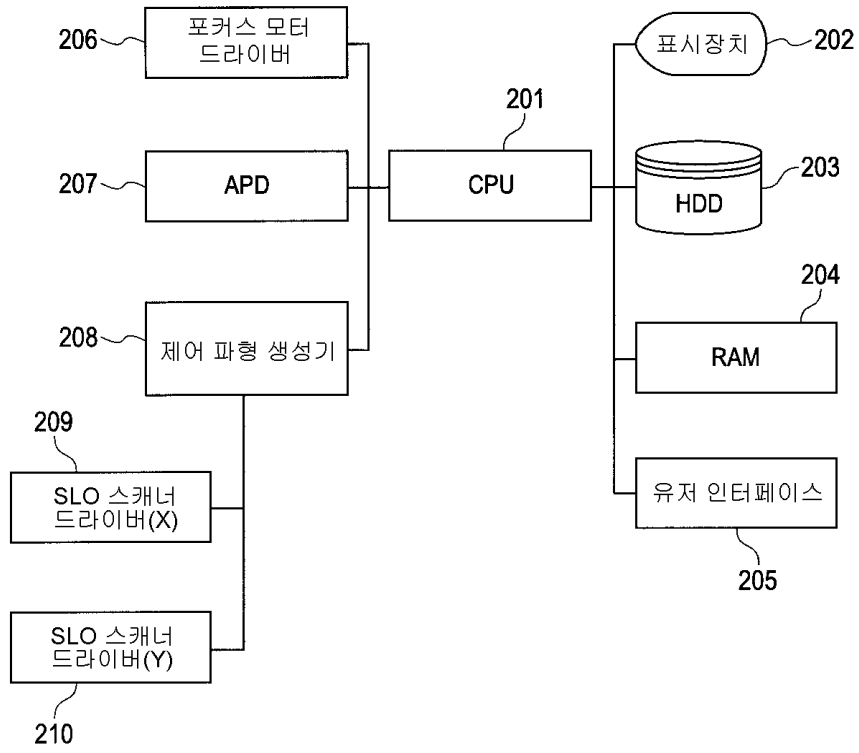 206
포커스 모터
드라이버
표시장치
202
201
207
APD
CPU
HDD
203
208
제어 파형 생성기
204
RAM
209
SLO 스캐너
드라이버(X)
유저 인터페이스
205
SLO 스캐너
드라이버(Y)
210